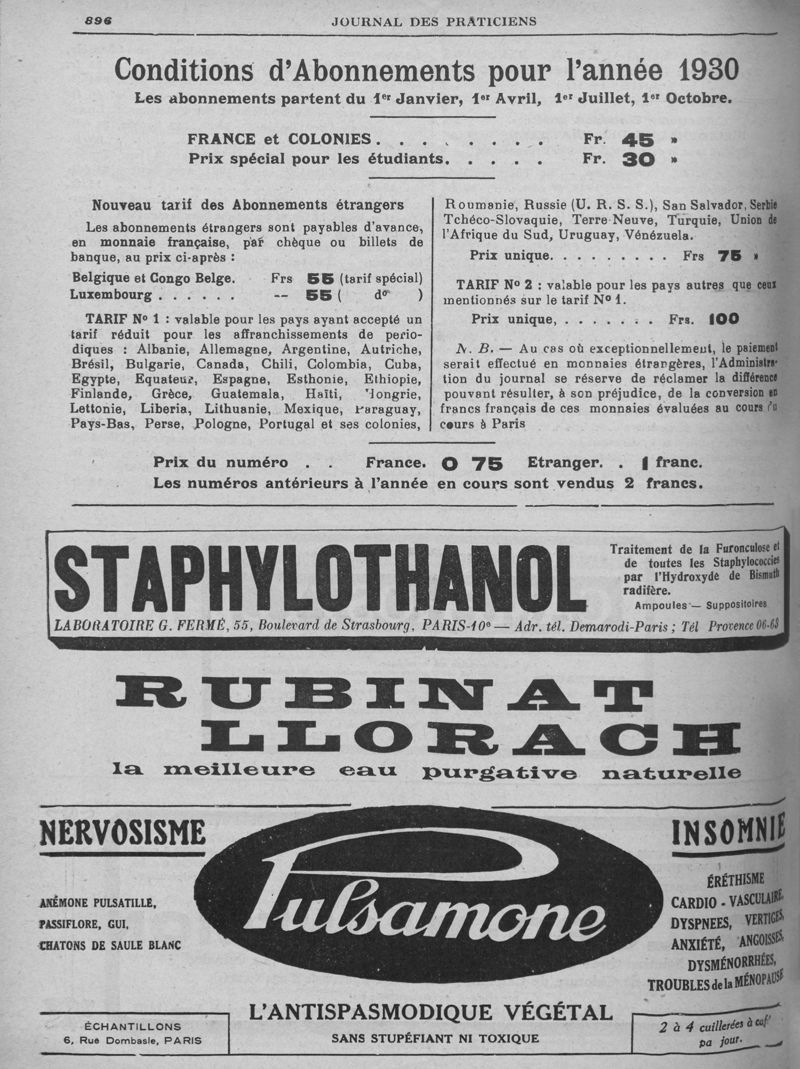 896
JOURNAL DES PRATICIENS
Conditions d'Abonnements pour l'année 1930
Les abonnements partent du 1er Janvier, 1er Avril, 1er Juillet, 1er Octobre.
FRANCE et COLONIES. . . . . . . . Fr. 45 »
Prix spécial pour les étudiants. . . . . Fr. 30 »
Nouveau tarif des Abonnements étrangers
Les abonnements étrangers sont payables d'avance,
en monnaie française, par chèque ou billets de
banque, au prix ci-après :
Belgique et Congo Belge. Frs 55 (tarif spécial)
Luxembourg . . . . . . -- 55 ( do )
TARIF No 1 : valable pour les pays ayant accepté un
tarif réduit pour les affranchissements de perio-
diques : Albanie, Allemagne, Argentine, Autriche,
Brésil, Bulgarie, Canada, Chili, Colombia, Cuba,
Egypte, Equateur, Espagne, Esthonie, Ethiopie,
Finlande, Grèce, Guatemala, Haïti, Hongrie,
Lettonie, Liberia, Lithuanie, Mexique, Paraguay,
Pays-Bas, Perse, Pologne, Portugal et ses colonies,
Roumanie, Russie (U. R. S. S.), San Salvador, Serbie
Tchéco-Slovaquie, Terre-Neuve, Turquie, Union de
l'Afrique du Sud, Uruguay, Vénézuela.
Prix unique. . . . . . . . . Frs 75 »
TARIF No 2 : valable pour les pays autres que ceux
mentionnés sur le tarif No 1.
Prix unique, . . . . . . . . Frs. 100
N. B. — Au cas où exceptionnellement, le paiement
serait effectué en monnaies étrangères, l'Administra-
tion du journal se réserve de réclamer la différence
pouvant résulter, à son préjudice, de la conversion en
francs français de ces monnaies évaluées au cours du
cours à Paris
Prix du numéro . . France. 0 75 Etranger. . 1 franc.
Les numéros antérieurs à l'année en cours sont vendus 2 francs.
STAPHYLOTHANOL
Traitement de la Furonculose et
de toutes les Staphylococcies
par l'Hydroxyde de Bismuth
radifère.
Ampoules — Suppositoires
LABORATOIRE G. FERMÉ, 55, Boulevard de Strasbourg, PARIS-10e — Adr. tél. Demarodi-Paris ; Tél Provence 06-68
RUBINAT
LLORACH
la meilleure eau purgative naturelle
NERVOSISME
INSOMNIE
Pulsamone
ANÉMONE PULSATILLE,
PASSIFLORE, GUI,
CHATONS DE SAULE BLANC
ÉRÉTHISME
CARDIO-VASCULAIRE,
DYSPNEES, VERTIGES,
ANXIÉTÉ, ANGOISSES,
DYSMÉNORRHÉES,
TROUBLES de la MÉNOPAUSE
L'ANTISPASMODIQUE VÉGÉTAL
SANS STUPÉFIANT NI TOXIQUE
ÉCHANTILLONS
6, Rue Dombasle, PARIS
2 à 4 cuillerées à caf'
pa jour.